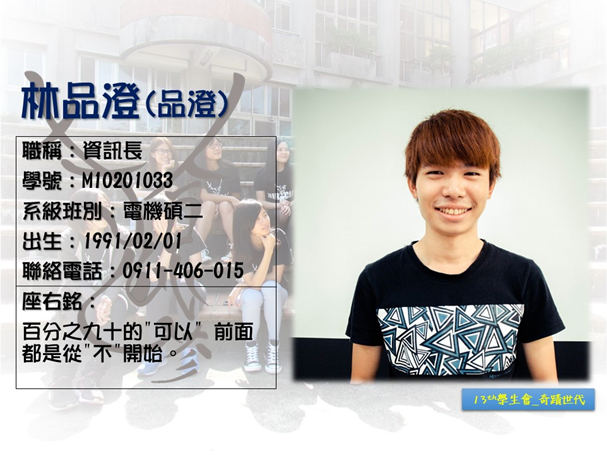 林品澄(品澄)
職稱：資訊長
學號：M10201033
系級班別：電機碩二
出生：1991/02/01
聯絡電話：0911-406-015
座右銘：
百分之九十的"可以" 前面
都是從"不"開始。
13th學生會_奇蹟世代